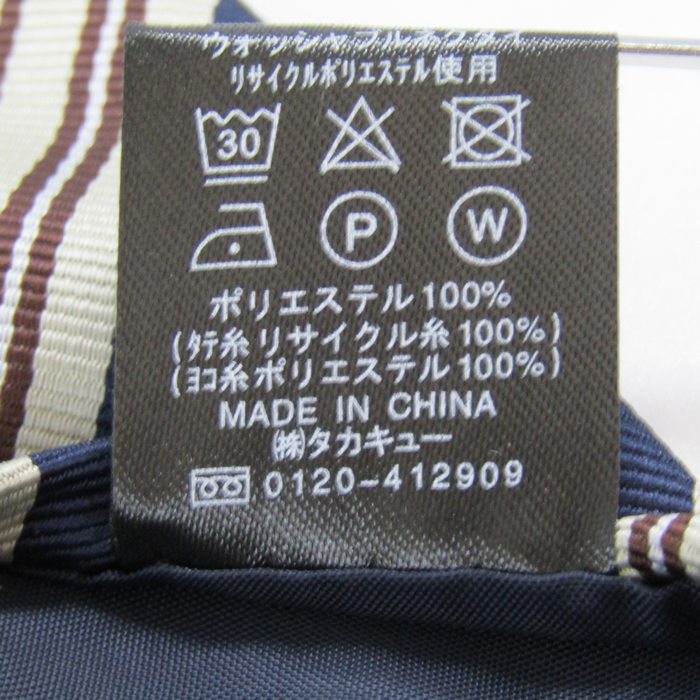 ウォッシャブルネクタイ
リサイクルポリエステル使用
30
P W
ポリエステル100%
(ﾀﾃ糸リサイクル糸100%)
(ﾖｺ糸ポリエステル100%)
MADE IN CHINA
㈱タカキュー
0120-412909